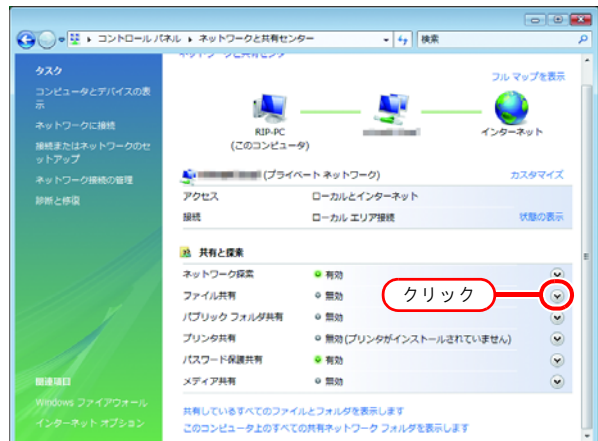 コントロール パネル ▸ ネットワークと共有センター
検索
タスク
コンピュータとデバイスの表
示
ネットワークに接続
接続またはネットワークのセ
ットアップ
ネットワーク接続の管理
診断と修復
関連項目
Windows ファイアウォール
インターネット オプション
ネットワークと共有センター
フル マップを表示
RIP-PC
(このコンピュータ)
インターネット
(プライベート ネットワーク)
カスタマイズ
アクセス
ローカルとインターネット
接続
ローカル エリア接続
状態の表示
共有と探索
ネットワーク探索
有効
ファイル共有
無効
クリック
パブリック フォルダ共有
無効
プリンタ共有
無効(プリンタがインストールされていません)
パスワード保護共有
有効
メディア共有
無効
共有しているすべてのファイルとフォルダを表示します
このコンピュータ上のすべての共有ネットワーク フォルダを表示します